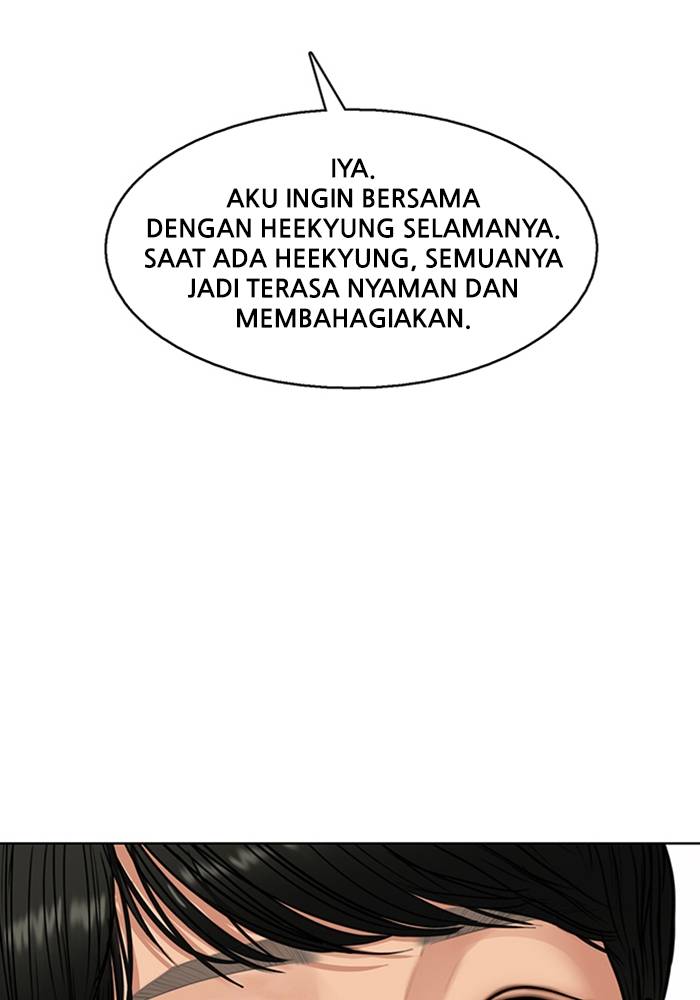 IYA.
AKU INGIN BERSAMA
DENGAN HEEKYUNG SELAMANYA.
SAAT ADA HEEKYUNG, SEMUANYA
JADI TERASA NYAMAN DAN
MEMBAHAGIAKAN.